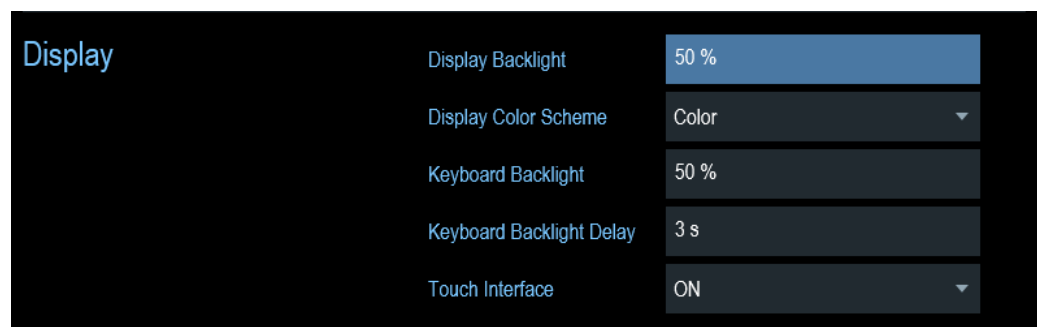 Display
Display Backlight 50 %
Display Color Scheme Color
Keyboard Backlight 50 %
Keyboard Backlight Delay 3 s
Touch Interface ON